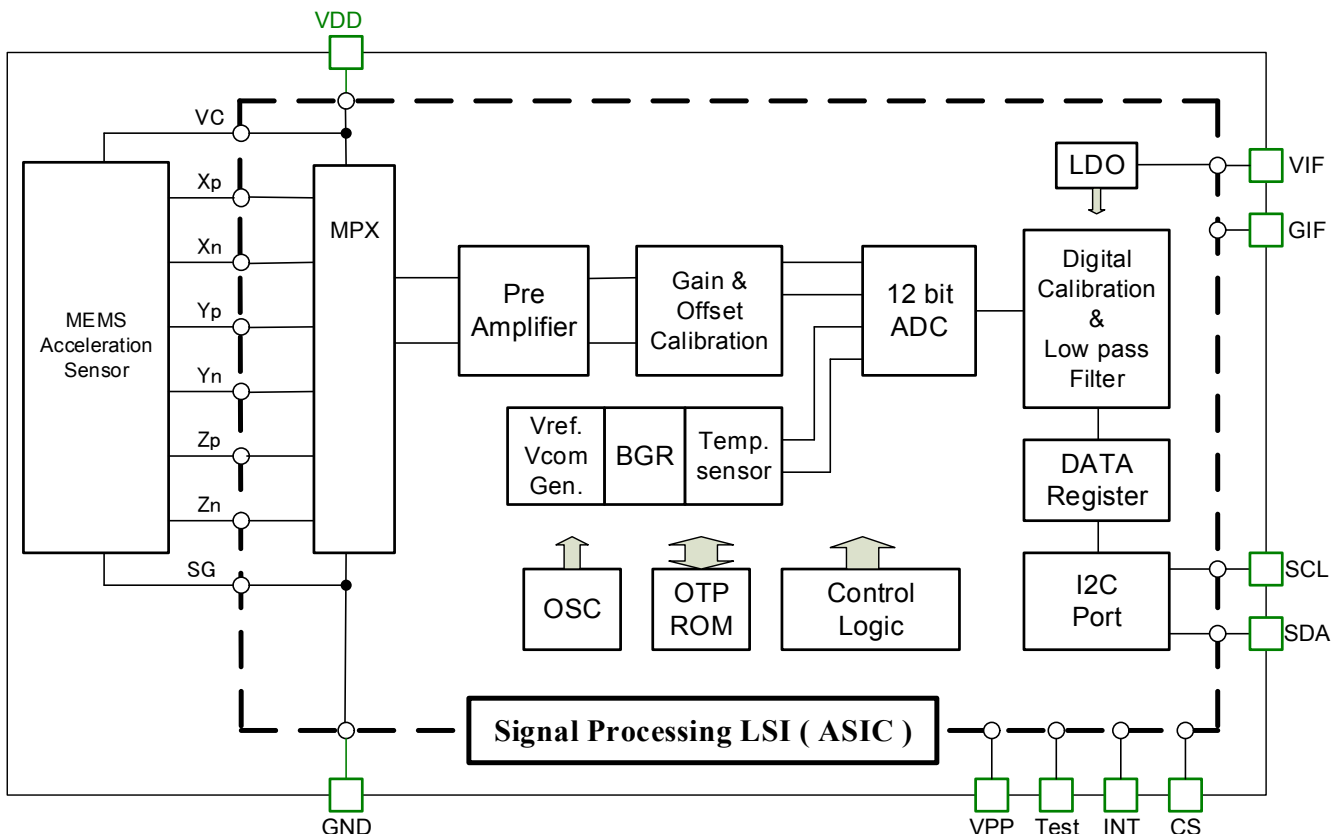 VDD
VC
Xp
Xn
Yp
Yn
Zp
Zn
SG
MEMS
Acceleration
Sensor
MPX
Pre
Amplifier
Gain &
Offset
Calibration
12 bit
ADC
LDO
Digital
Calibration
&
Low pass
Filter
VIF
GIF
Vref.
Vcom
Gen.
BGR
Temp.
sensor
DATA
Register
OSC
OTP
ROM
Control
Logic
I2C
Port
SCL
SDA
Signal Processing LSI ( ASIC )
GND
VPP
Test
INT
CS